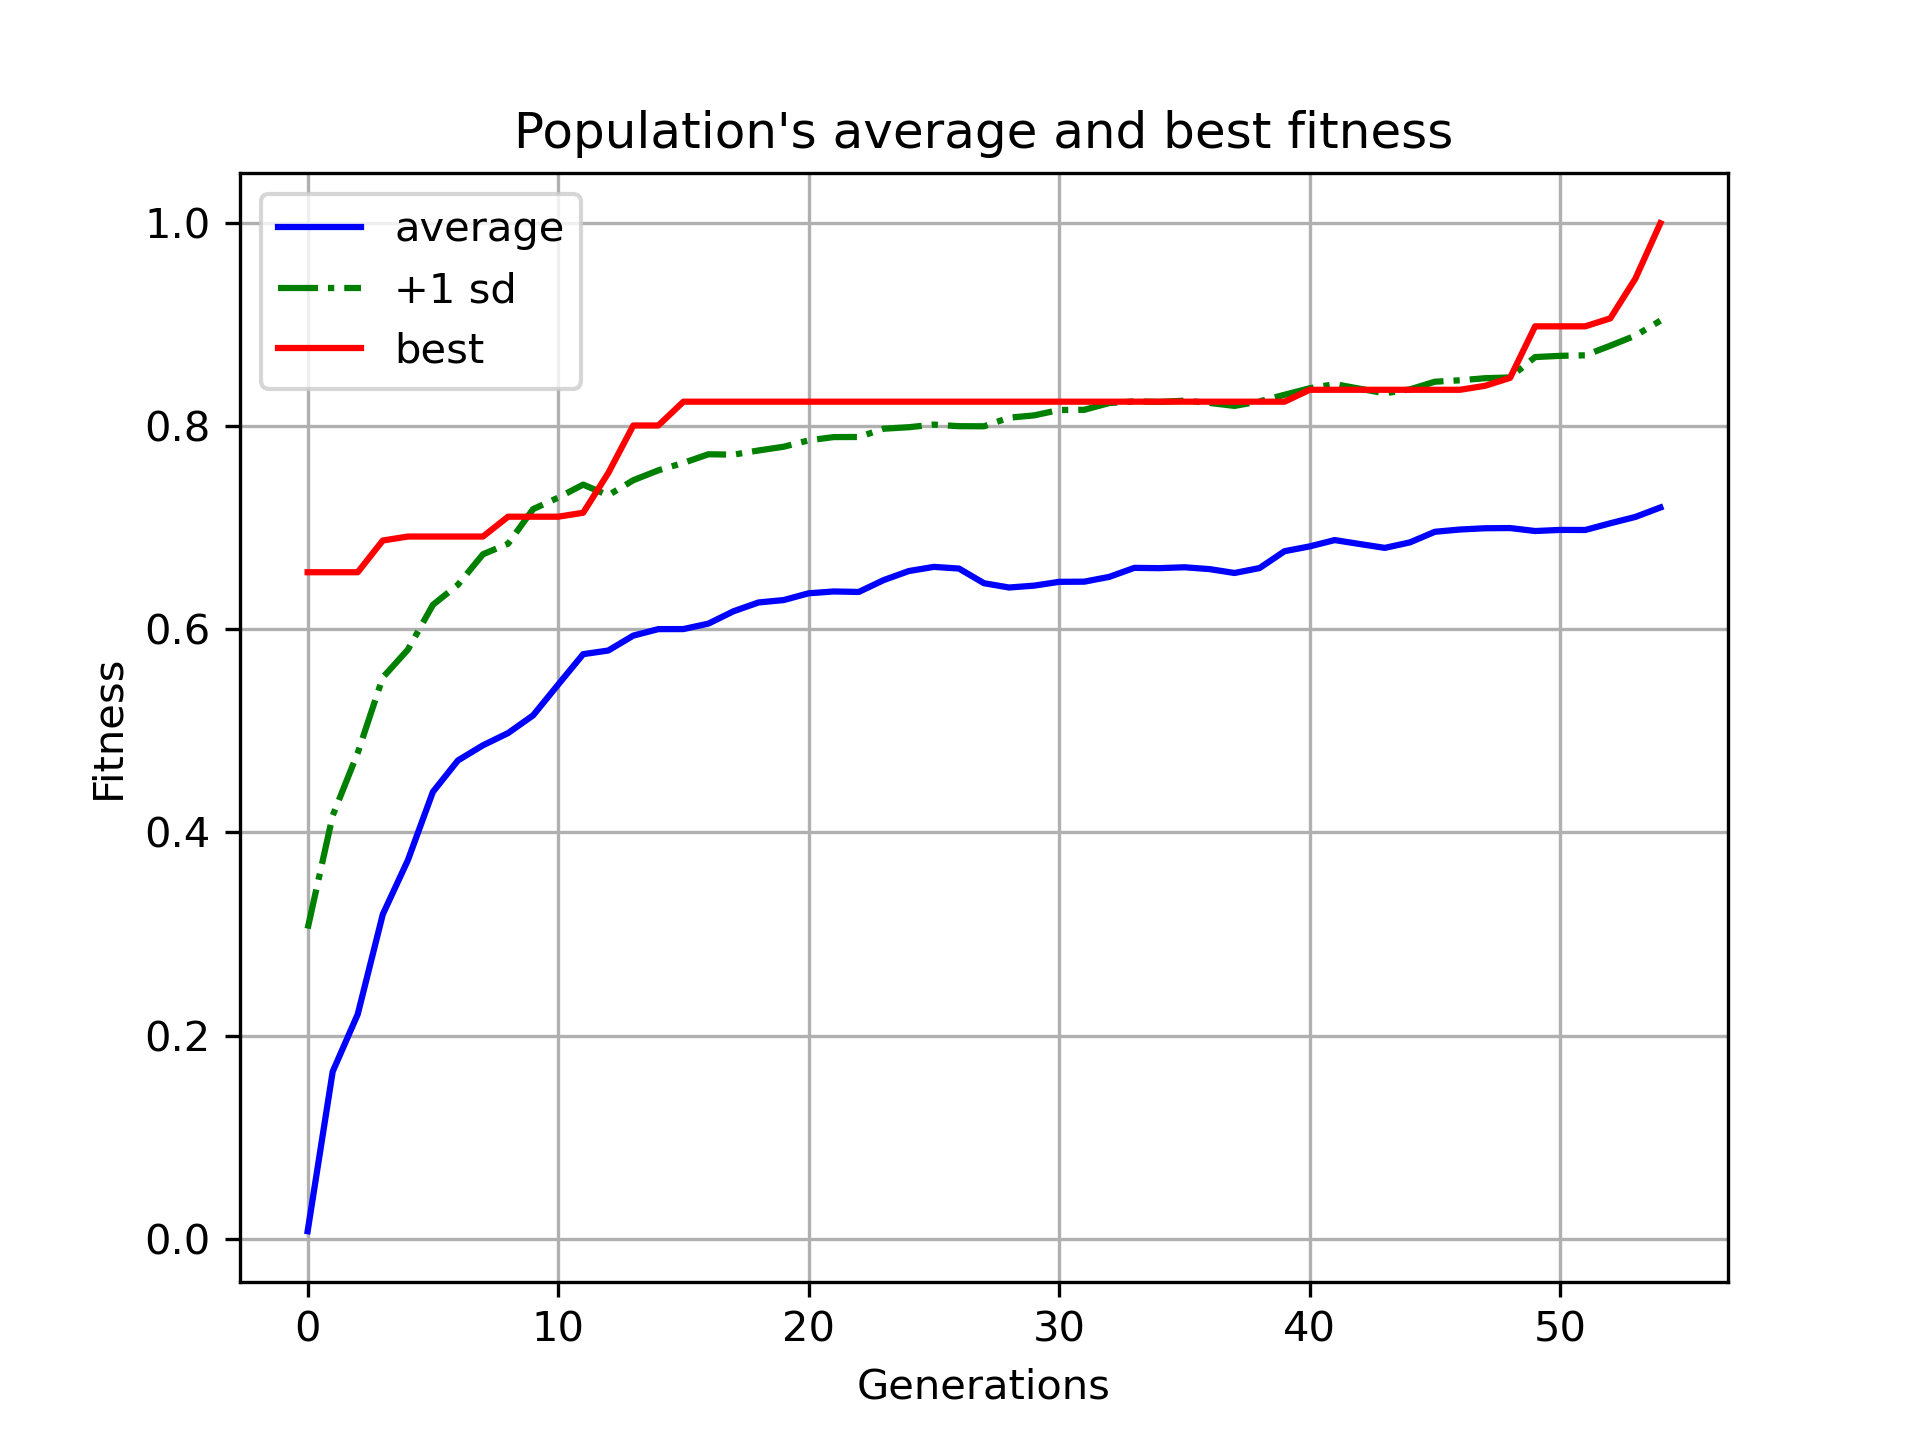 Population's average and best fitness
average
+1 sd
best
1.0
0.8
0.6
0.4
0.2
0.0
Fitness
0 10 20 30 40 50
Generations